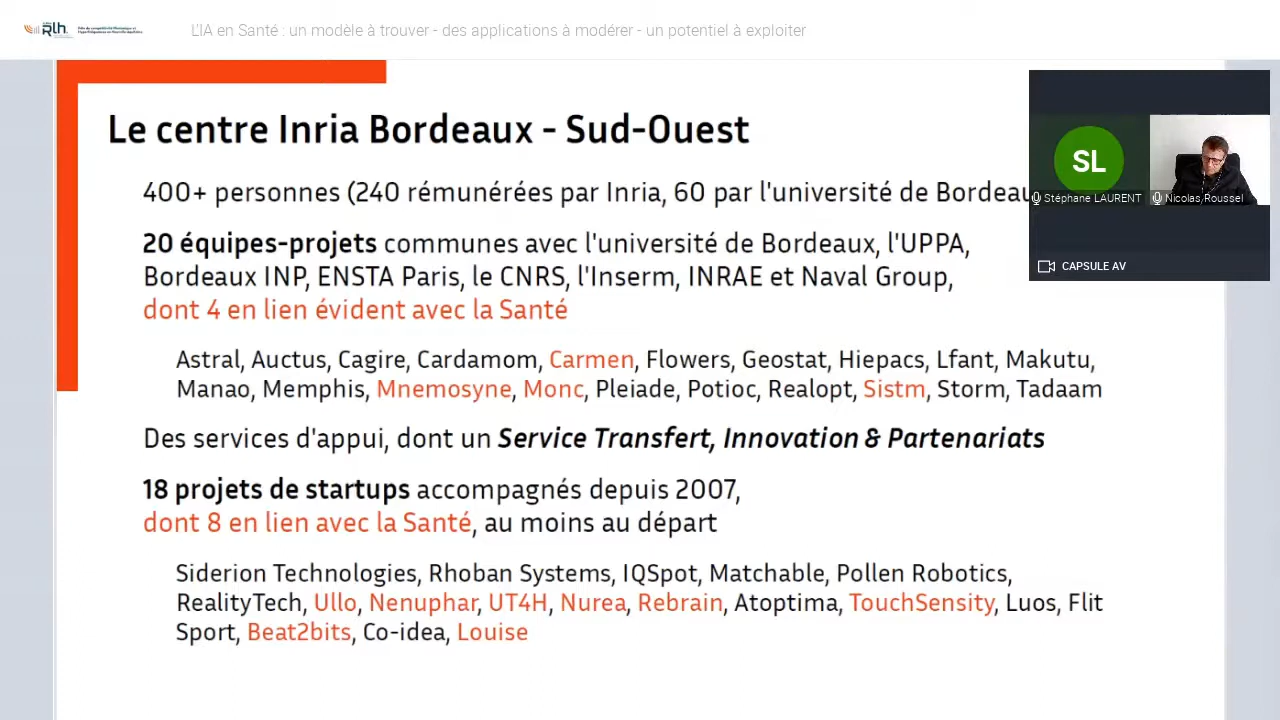 Rlh
L'IA en Santé : un modèle à trouver - des applications à modérer - un potentiel à exploiter
Le centre Inria Bordeaux - Sud-Ouest
400+ personnes (240 rémunérées par Inria, 60 par l'université de Bordeau
20 équipes-projets communes avec l'université de Bordeaux, l'UPPA,
Bordeaux INP, ENSTA Paris, le CNRS, l'Inserm, INRAE et Naval Group,
dont 4 en lien évident avec la Santé
Astral, Auctus, Cagire, Cardamom, Carmen, Flowers, Geostat, Hiepacs, Lfant, Makutu,
Manao, Memphis, Mnemosyne, Monc, Pleiade, Potioc, Realopt, Sistm, Storm, Tadaam
Des services d'appui, dont un Service Transfert, Innovation & Partenariats
18 projets de startups accompagnés depuis 2007,
dont 8 en lien avec la Santé, au moins au départ
Siderion Technologies, Rhoban Systems, IQSpot, Matchable, Pollen Robotics,
RealityTech, Ullo, Nenuphar, UT4H, Nurea, Rebrain, Atoptima, TouchSensity, Luos, Flit
Sport, Beat2bits, Co-idea, Louise
SL
Stéphane LAURENT
Nicolas Roussel
CAPSULE AV